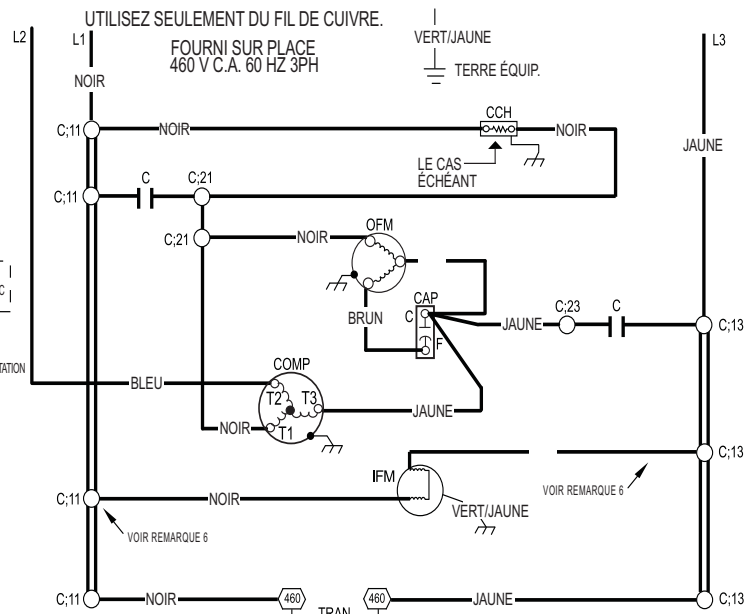 UTILISEZ SEULEMENT DU FIL DE CUIVRE.
L2
L1
VERT/JAUNE
L3
FOURNI SUR PLACE
460 V C.A. 60 HZ 3PH
TERRE ÉQUIP.
NOIR
CCH
C;11
NOIR
NOIR
JAUNE
LE CAS
ÉCHÉANT
C
C;21
C;11
OFM
C;21
NOIR
C
CAP
C;23
C
BRUN
C
JAUNE
C;13
F
TATION
COMP
BLEU
T2
T3
JAUNE
NOIR
T1
C;13
IFM
VOIR REMARQUE 6
C;11
NOIR
VERT/JAUNE
VOIR REMARQUE 6
C;11
NOIR
460
460
JAUNE
C;13
TRAN